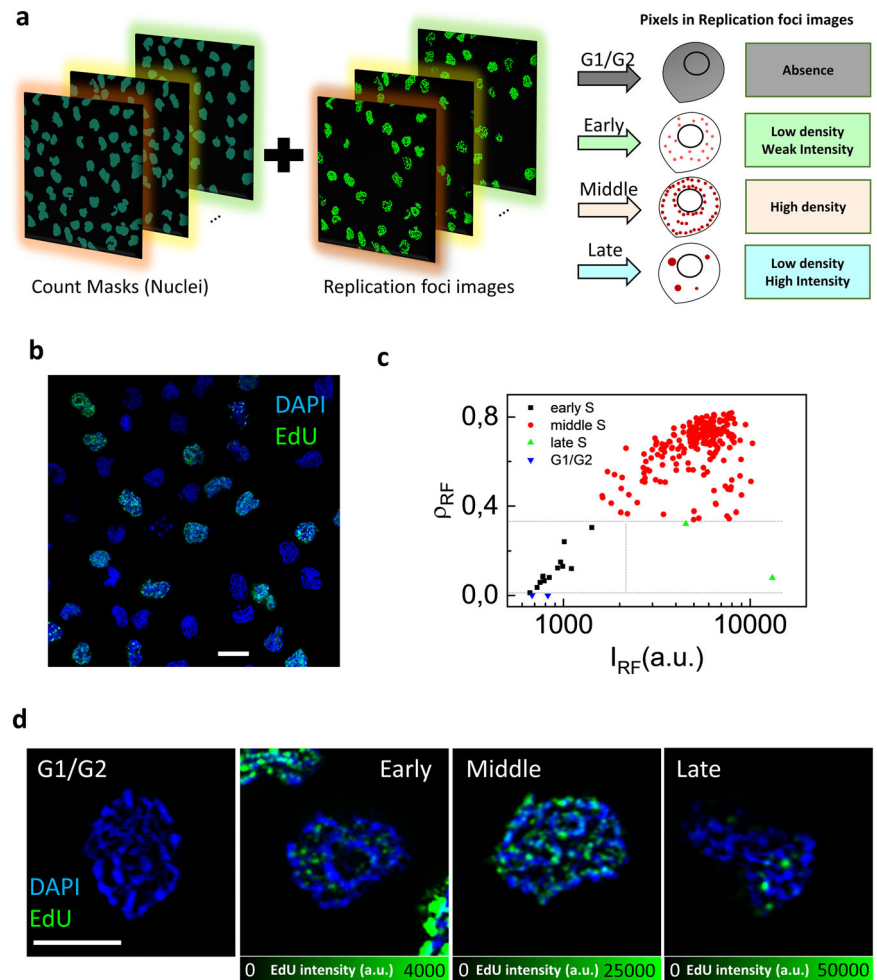 a
Pixels in Replication foci images
G1/G2
Absence
Early
Low density
Weak Intensity
Middle
High density
Late
Low density
High Intensity
...
...
Count Masks (Nuclei)
Replication foci images
b
DAPI
EdU
c
early S
middle S
late S
G1/G2
0,8
0,4
0,0
ρRF
1000
10000
IRF(a.u.)
d
G1/G2
DAPI
EdU
Early
0 EdU intensity (a.u.) 4000
Middle
0 EdU intensity (a.u.) 25000
Late
0 EdU intensity (a.u.) 50000